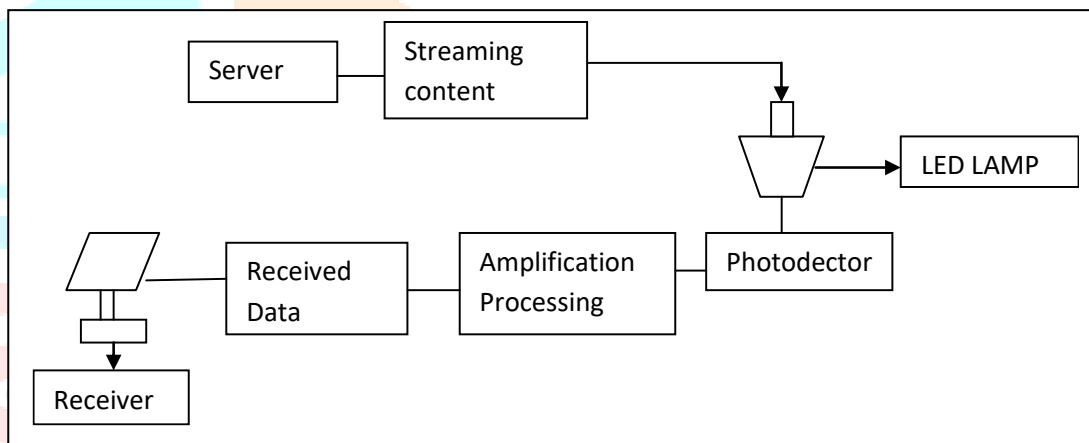 Server
Streaming
content
LED LAMP
Photodector
Amplification
Processing
Received
Data
Receiver